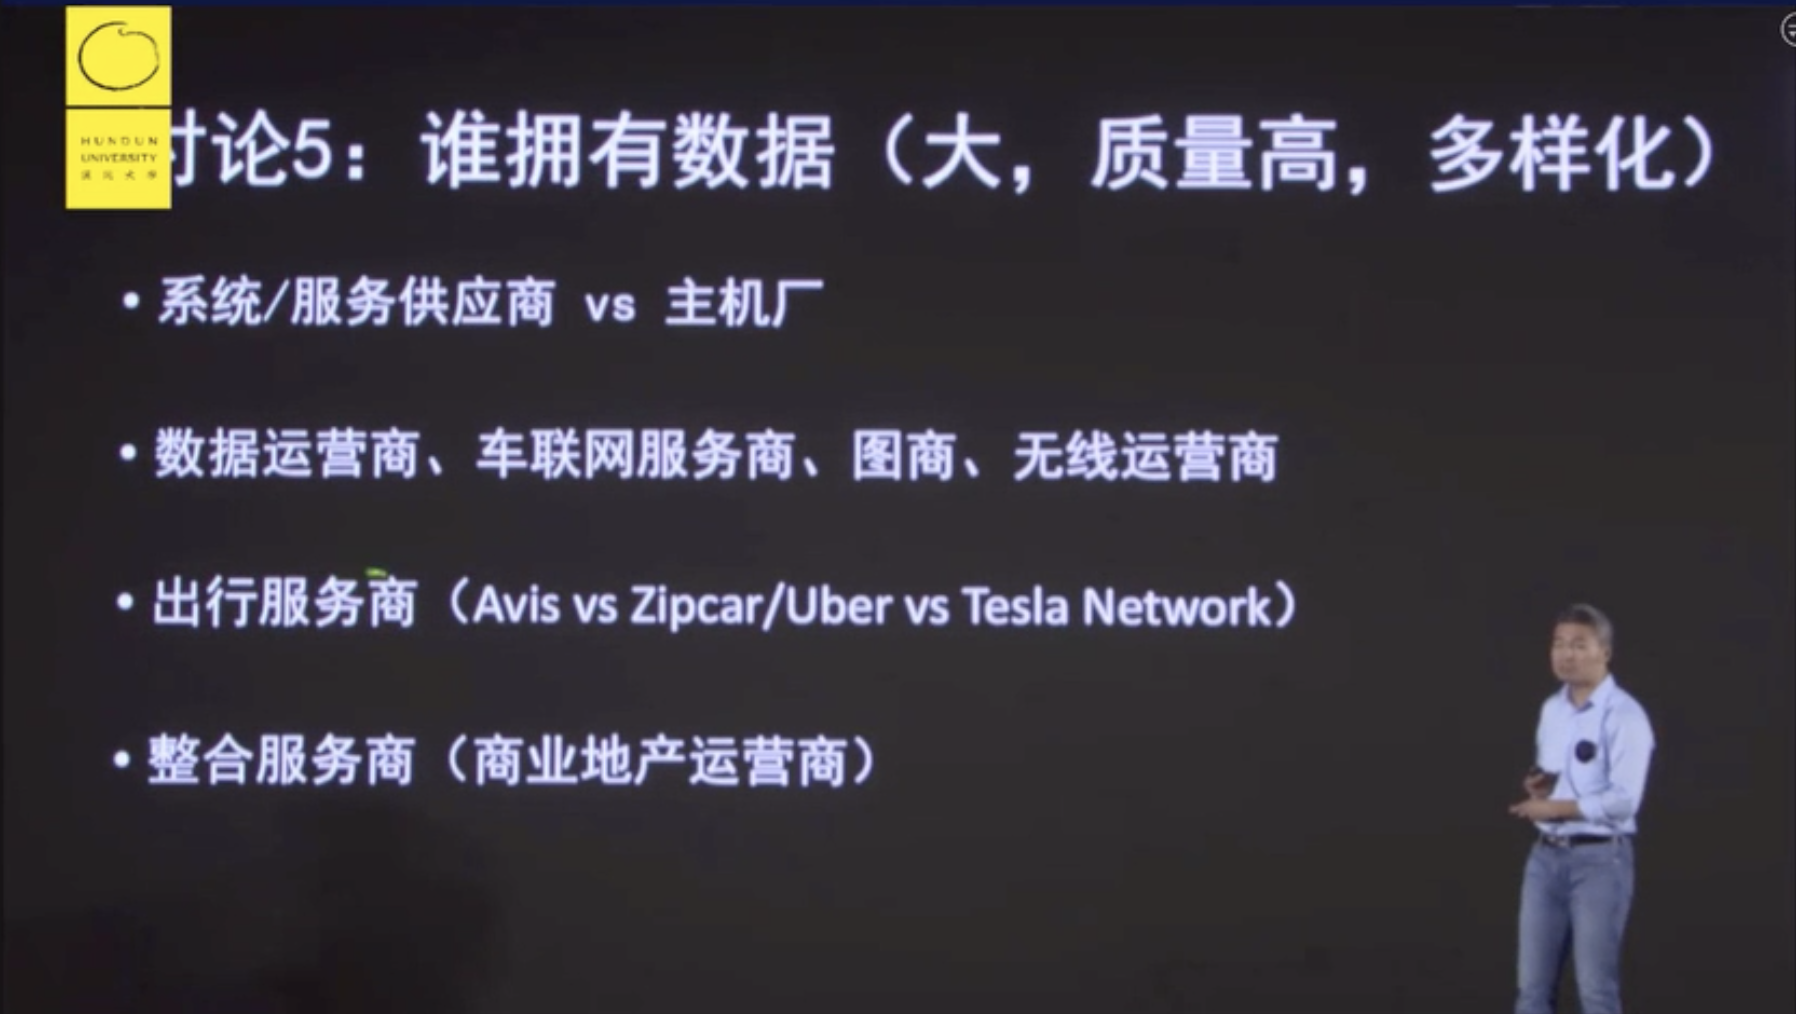 HUNDUN
UNIVERSITY
混沌大学
讨论5：谁拥有数据（大，质量高，多样化）
• 系统/服务供应商 vs 主机厂
• 数据运营商、车联网服务商、图商、无线运营商
• 出行服务商（Avis vs Zipcar/Uber vs Tesla Network）
• 整合服务商（商业地产运营商）